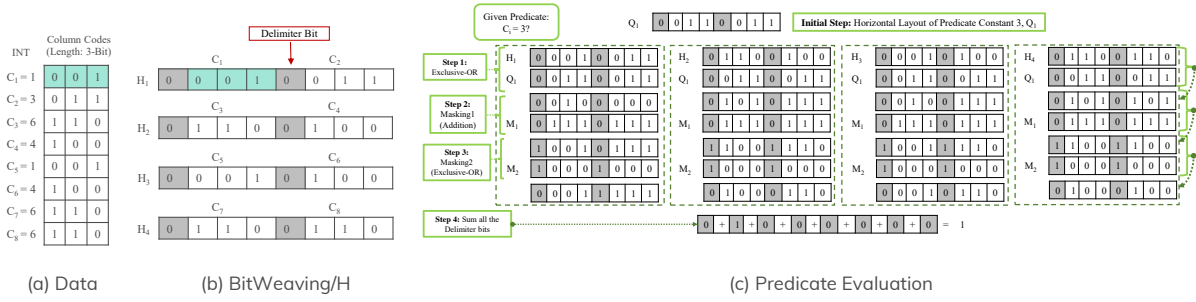 INT
Column Codes
(Length: 3-Bit)
C1 = 1 0 0 1
C2 = 3 0 1 1
C3 = 6 1 1 0
C4 = 4 1 0 0
C5 = 1 0 0 1
C6 = 4 1 0 0
C7 = 6 1 1 0
C8 = 6 1 1 0
(a) Data
Delimiter Bit
C1 C2
H1 0 0 0 1 0 0 1 1
C3 C4
H2 0 1 1 0 0 1 0 0
C5 C6
H3 0 0 0 1 0 1 0 0
C7 C8
H4 0 1 1 0 0 1 1 0
(b) BitWeaving/H
Given Predicate:
Ci = 3?
Q1 0 0 1 1 0 0 1 1
Initial Step: Horizontal Layout of Predicate Constant 3, Q1
Step 1:
Exclusive-OR
Step 2:
Masking1
(Addition)
Step 3:
Masking2
(Exclusive-OR)
H1 0 0 0 1 0 0 1 1
Q1 0 0 1 1 0 0 1 1
0 0 1 0 0 0 0 0
M1 0 1 1 1 0 1 1 1
1 0 0 1 0 1 1 1
M2 1 0 0 0 1 0 0 0
0 0 0 1 1 1 1 1
H2 0 1 1 0 0 1 0 0
Q1 0 0 1 1 0 0 1 1
0 1 0 1 0 1 1 1
M1 0 1 1 1 0 1 1 1
1 1 0 0 1 1 1 0
M2 1 0 0 0 1 0 0 0
0 1 0 0 0 1 1 0
H3 0 0 0 1 0 1 0 0
Q1 0 0 1 1 0 0 1 1
0 0 1 0 0 1 1 1
M1 0 1 1 1 0 1 1 1
1 0 0 1 1 1 1 0
M2 1 0 0 0 1 0 0 0
0 0 0 1 0 1 1 0
H4 0 1 1 0 0 1 1 0
Q1 0 0 1 1 0 0 1 1
0 1 0 1 0 1 0 1
M1 0 1 1 1 0 1 1 1
1 1 0 0 1 1 0 0
M2 1 0 0 0 1 0 0 0
0 1 0 0 0 1 0 0
Step 4: Sum all the
Delimiter bits
0 + 1 + 0 + 0 + 0 + 0 + 0 + 0 = 1
(c) Predicate Evaluation